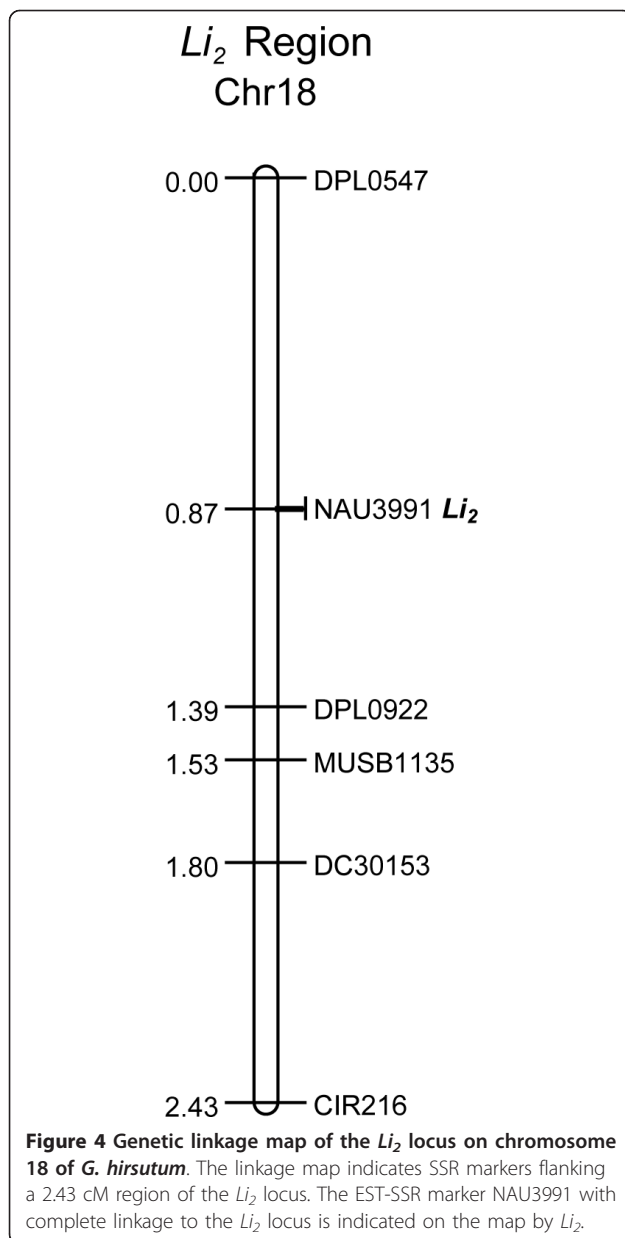 Li₂ Region
Chr18
0.00 DPL0547
0.87 NAU3991 Li₂
1.39 DPL0922
1.53 MUSB1135
1.80 DC30153
2.43 CIR216
Figure 4 Genetic linkage map of the Li₂ locus on chromosome
18 of G. hirsutum. The linkage map indicates SSR markers flanking
a 2.43 cM region of the Li₂ locus. The EST-SSR marker NAU3991 with
complete linkage to the Li₂ locus is indicated on the map by Li₂.